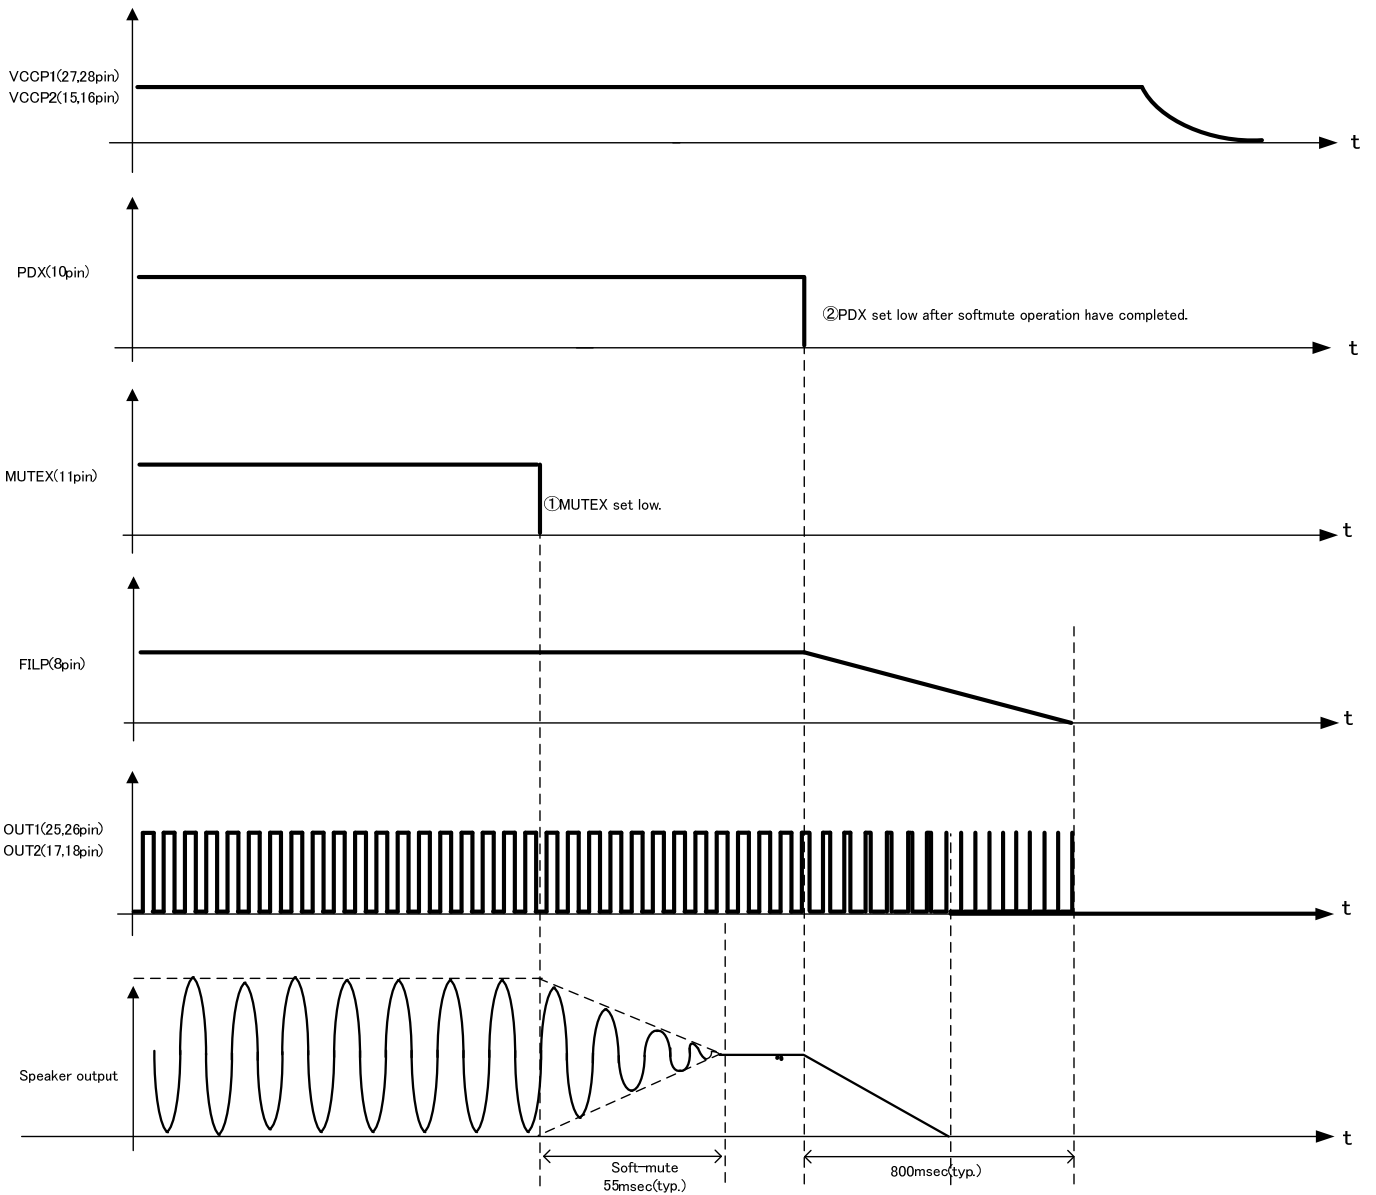 VCCP1(27,28pin)
VCCP2(15,16pin)
t
PDX(10pin)
②PDX set low after softmute operation have completed.
t
MUTEX(11pin)
①MUTEX set low.
t
FILP(8pin)
t
OUT1(25,26pin)
OUT2(17,18pin)
t
Speaker output
t
Soft-mute
55msec(typ.)
800msec(typ.)